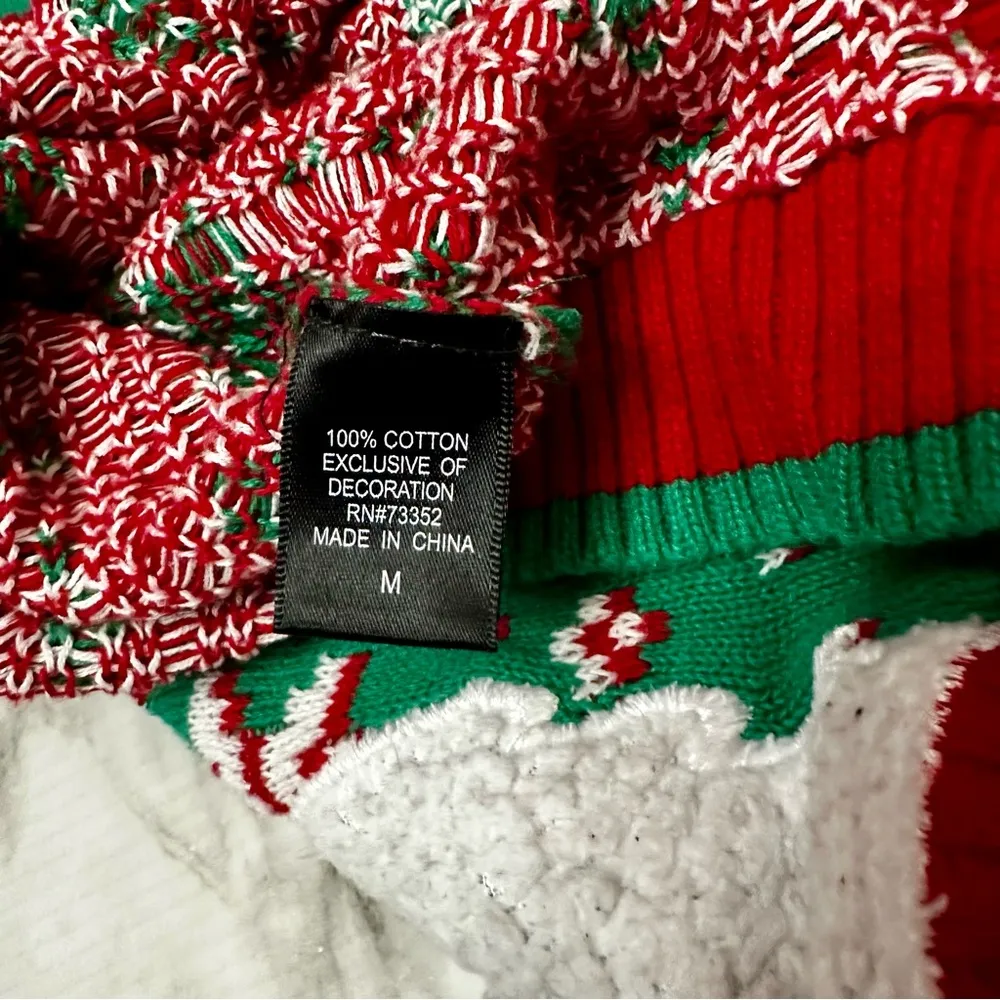 100% COTTON
EXCLUSIVE OF
DECORATION
RN#73352
MADE IN CHINA
M